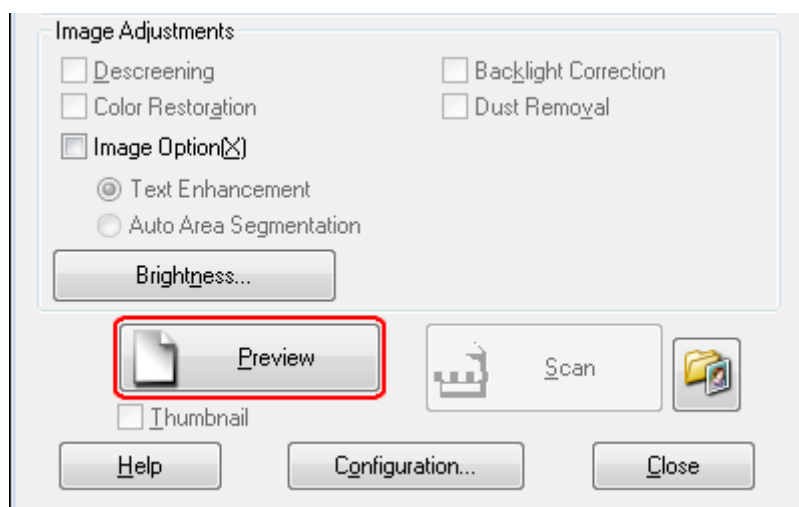 Image Adjustments
Descreening Backlight Correction
Color Restoration Dust Removal
Image Option(X)
Text Enhancement
Auto Area Segmentation
Brightness...
Preview Scan
Thumbnail
Help Configuration... Close